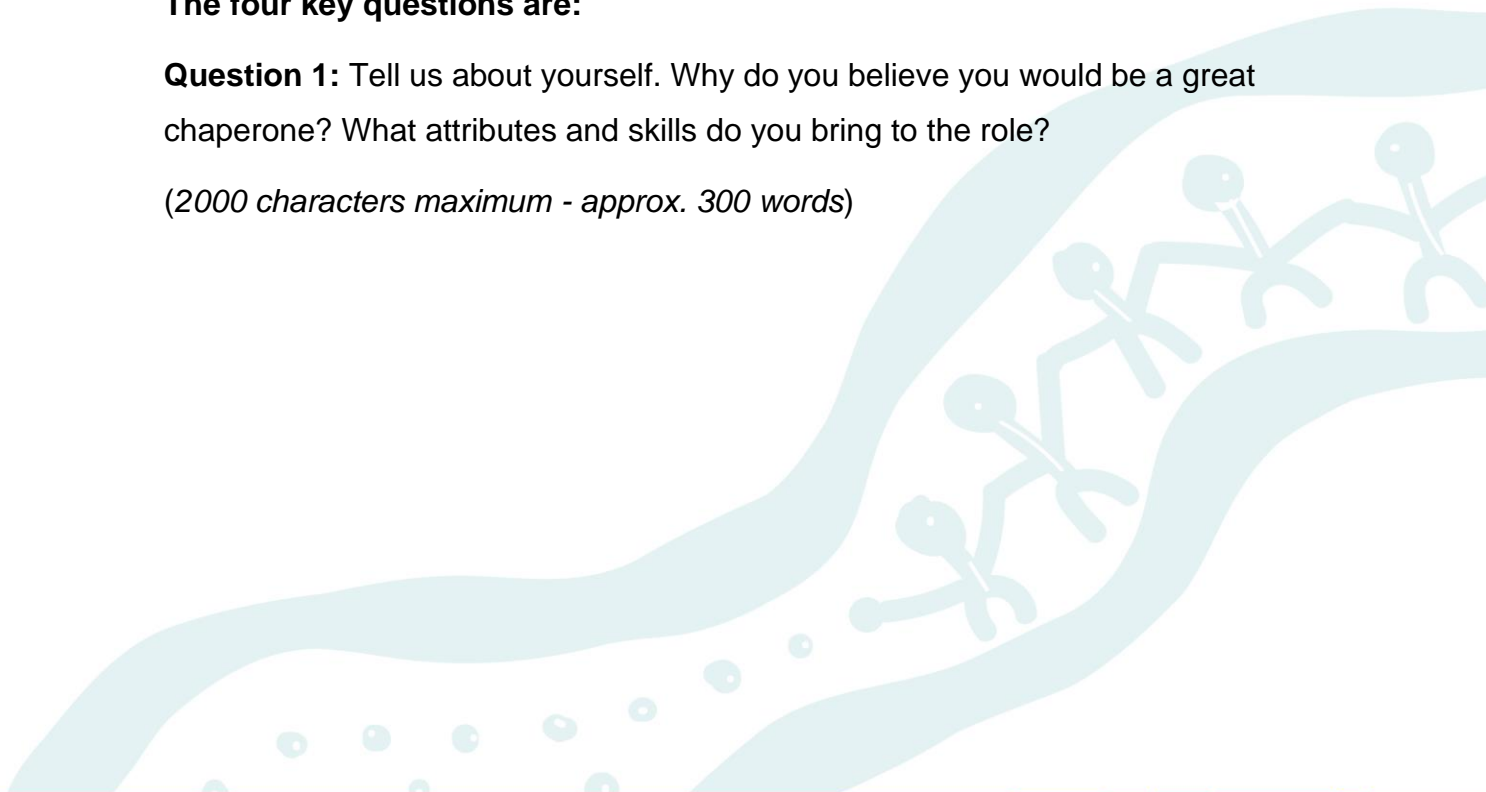 The four key questions are:
Question 1: Tell us about yourself. Why do you believe you would be a great
chaperone? What attributes and skills do you bring to the role?
(2000 characters maximum - approx. 300 words)